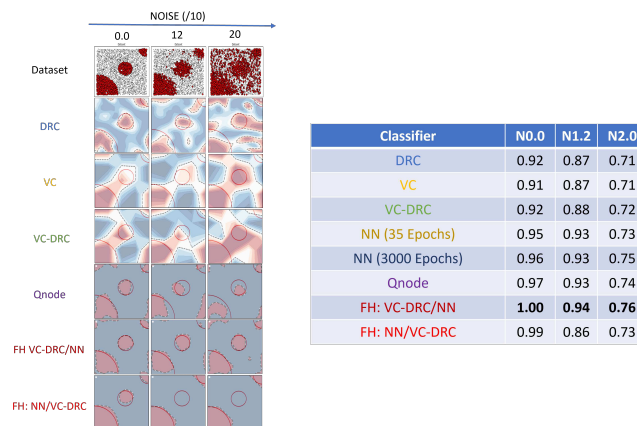 NOISE (/10)
0.0 12 20
Dataset
DRC
VC
VC-DRC
Qnode
FH VC-DRC/NN
FH: NN/VC-DRC
Classifier N0.0 N1.2 N2.0
DRC 0.92 0.87 0.71
VC 0.91 0.87 0.71
VC-DRC 0.92 0.88 0.72
NN (35 Epochs) 0.95 0.93 0.73
NN (3000 Epochs) 0.96 0.93 0.75
Qnode 0.97 0.93 0.74
FH: VC-DRC/NN 1.00 0.94 0.76
FH: NN/VC-DRC 0.99 0.86 0.73